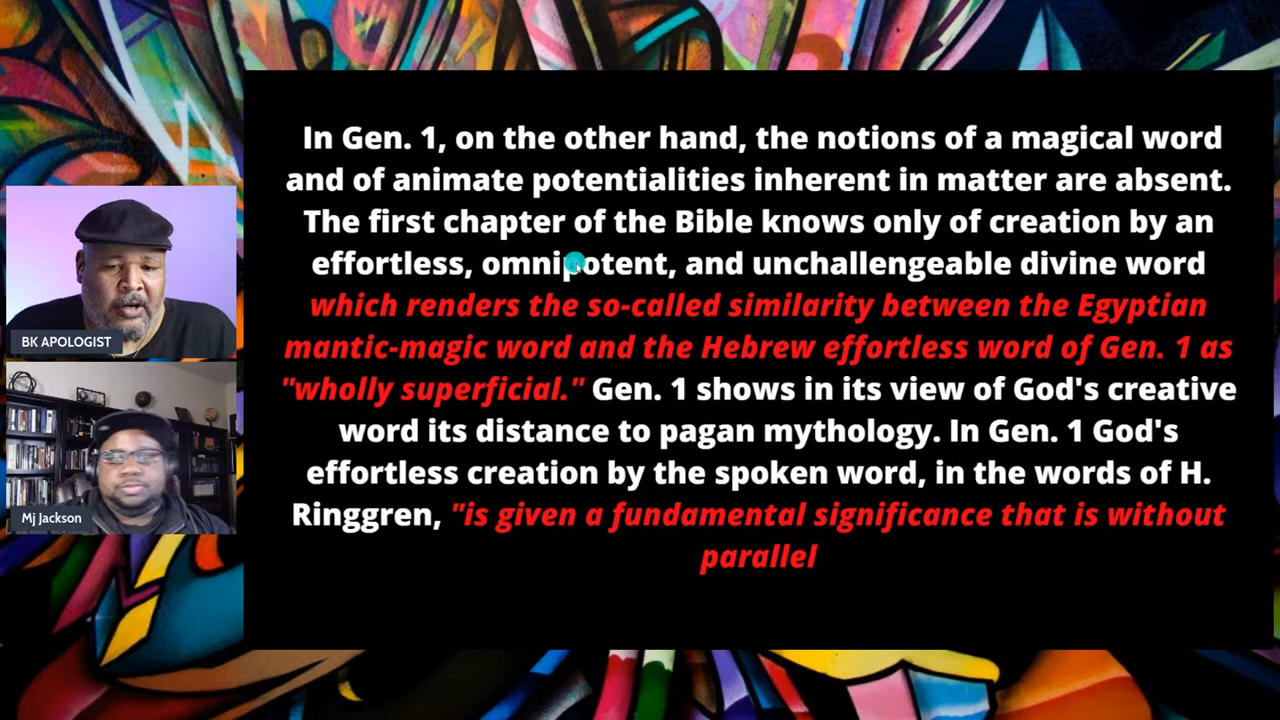 In Gen. 1, on the other hand, the notions of a magical word
and of animate potentialities inherent in matter are absent.
The first chapter of the Bible knows only of creation by an
effortless, omnipotent, and unchallengeable divine word
which renders the so-called similarity between the Egyptian
mantic-magic word and the Hebrew effortless word of Gen. 1 as
"wholly superficial." Gen. 1 shows in its view of God's creative
word its distance to pagan mythology. In Gen. 1 God's
effortless creation by the spoken word, in the words of H.
Ringgren, "is given a fundamental significance that is without
parallel
BK APOLOGIST
Mj Jackson